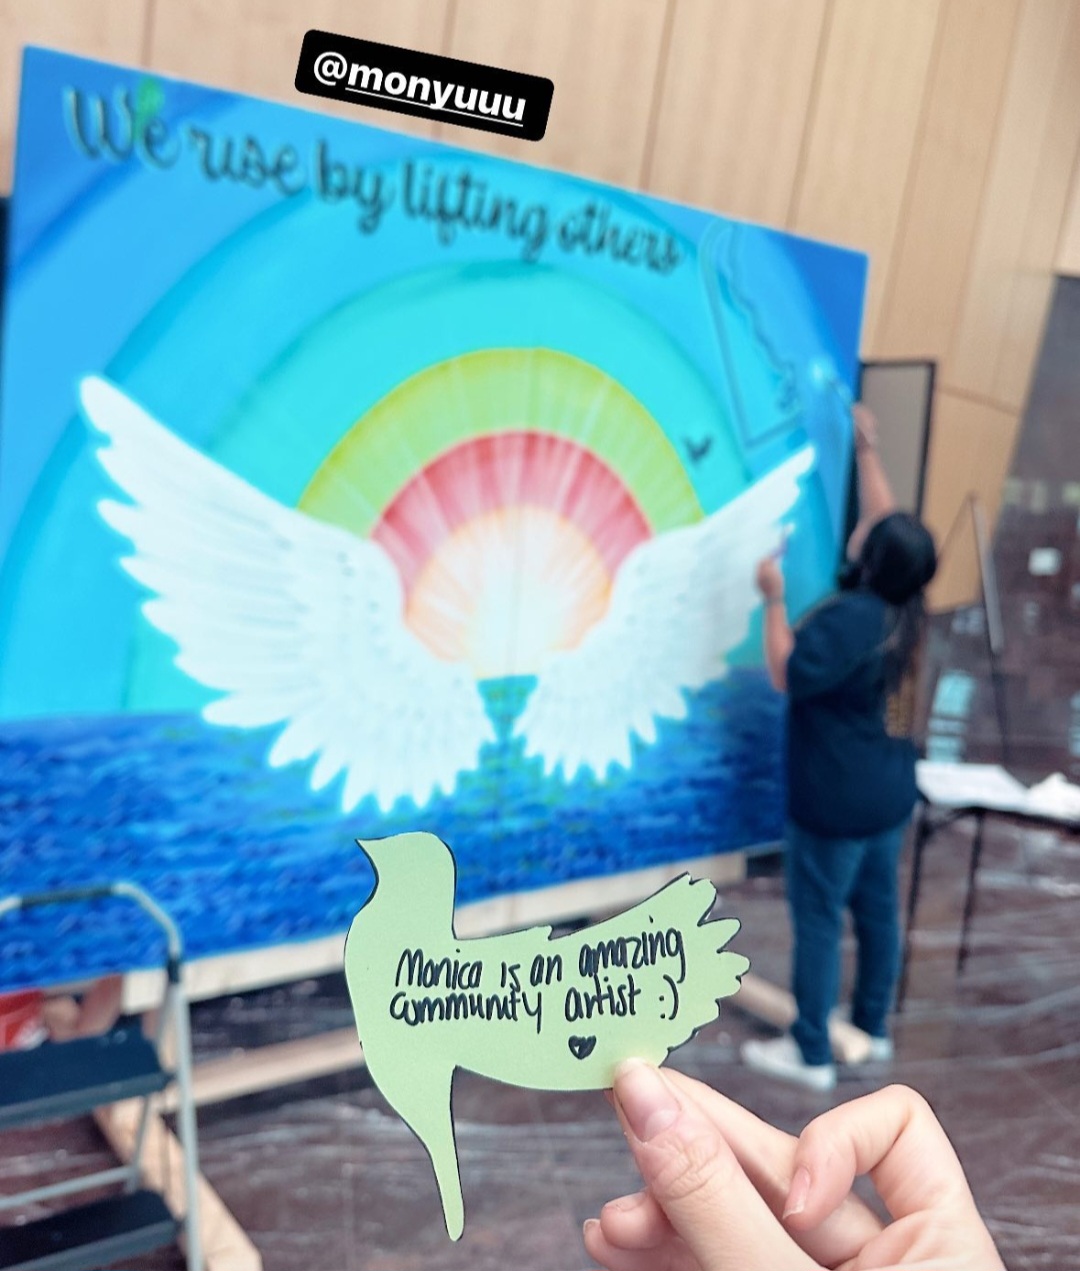 @monyuuu
We rise by lifting others
Monica is an amazing
community artist :)